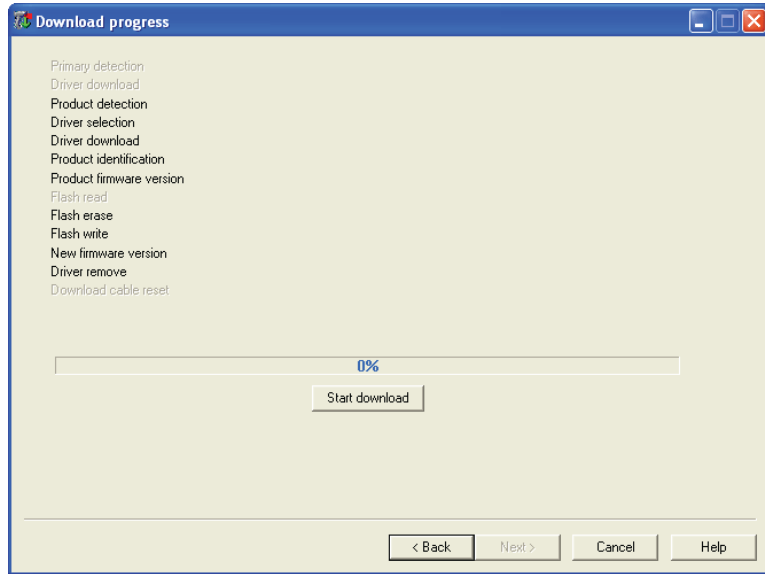 Download progress
Primary detection
Driver download
Product detection
Driver selection
Driver download
Product identification
Product firmware version
Flash read
Flash erase
Flash write
New firmware version
Driver remove
Download cable reset
0%
Start download
< Back Next > Cancel Help